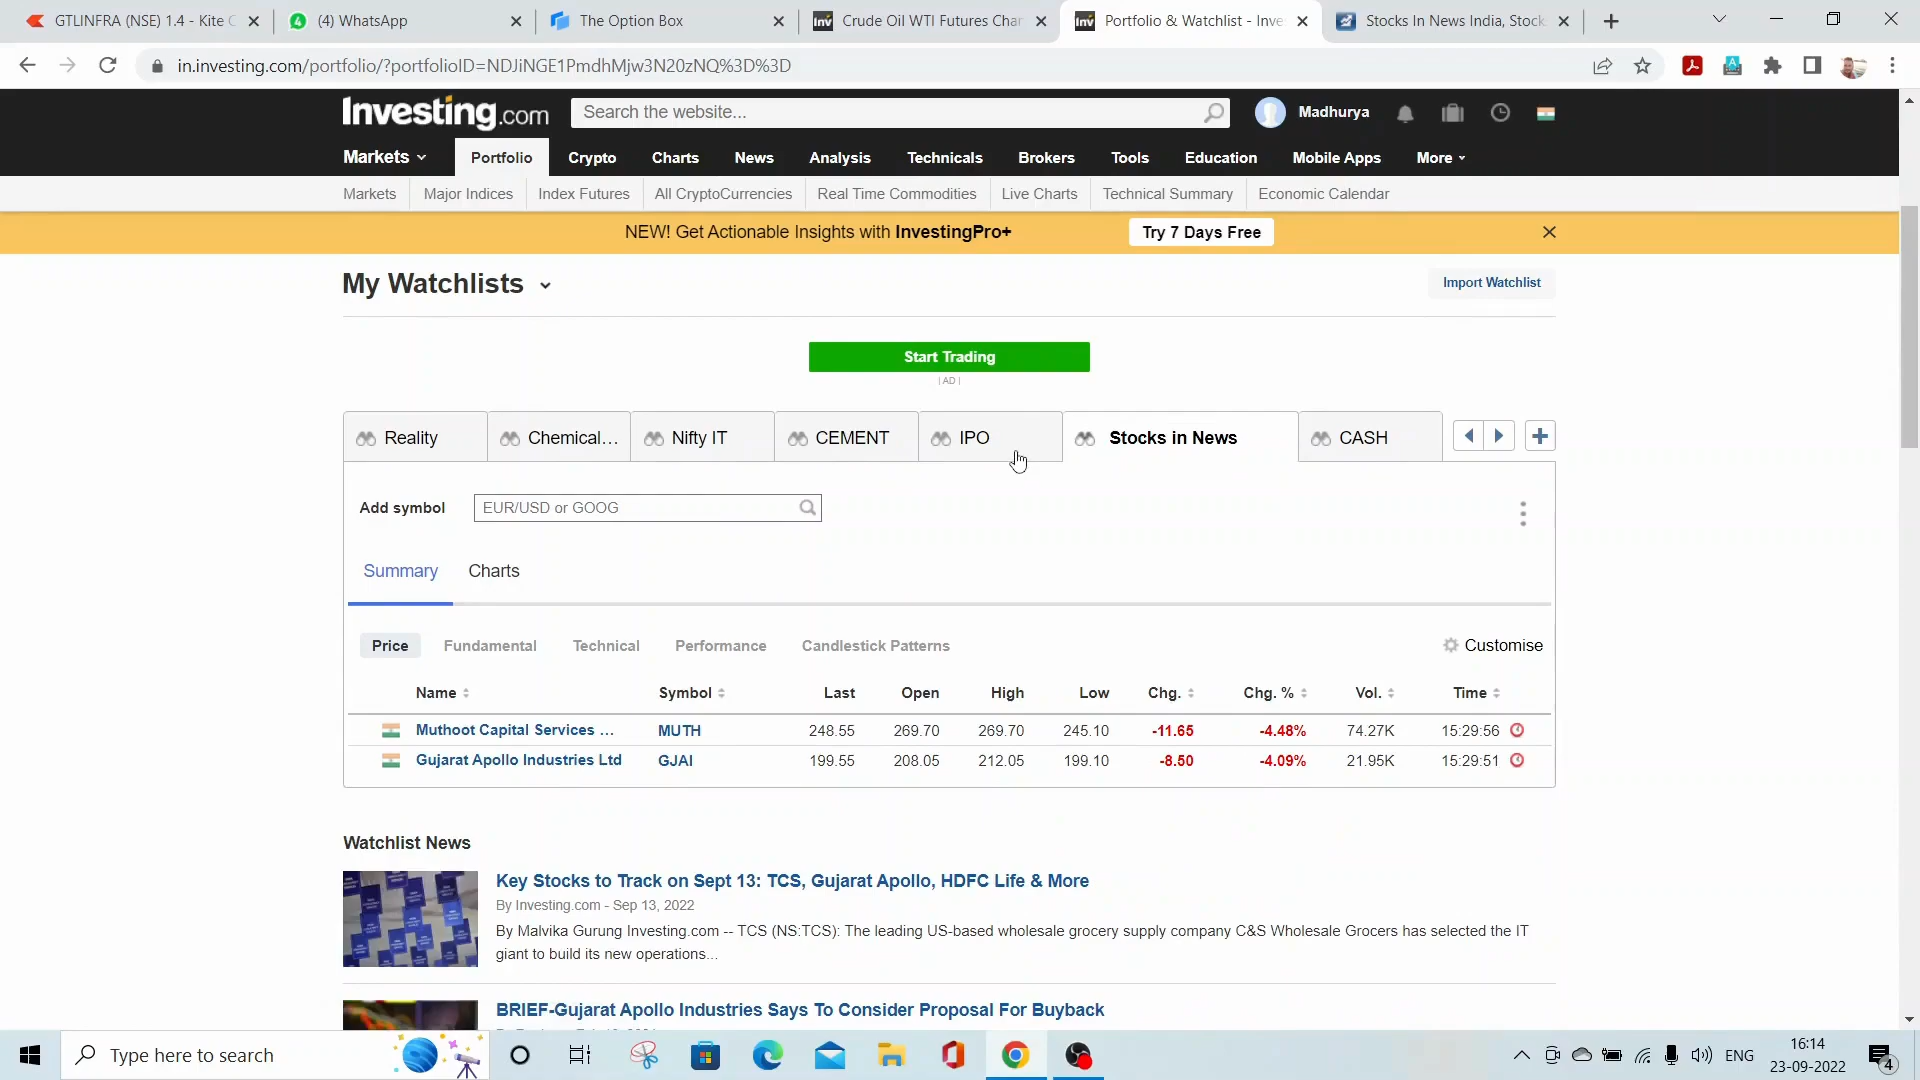 GTLINFRA (NSE) 1.4 - Kite C
(4) WhatsApp
The Option Box
Crude Oil WTI Futures Char
Portfolio & Watchlist - Inve
Stocks In News India, Stock
in.investing.com/portfolio/?portfolioID=NDJiNGE1PmdhMjw3N20zNQ%3D%3D
Investing.com
Search the website...
Madhurya
Markets
Portfolio
Crypto
Charts
News
Analysis
Technicals
Brokers
Tools
Education
Mobile Apps
More
Markets
Major Indices
Index Futures
All CryptoCurrencies
Real Time Commodities
Live Charts
Technical Summary
Economic Calendar
NEW! Get Actionable Insights with InvestingPro+
Try 7 Days Free
My Watchlists
Import Watchlist
Start Trading
| AD |
Reality
Chemical...
Nifty IT
CEMENT
IPO
Stocks in News
CASH
Add symbol
EUR/USD or GOOG
Summary
Charts
Price
Fundamental
Technical
Performance
Candlestick Patterns
Customise
Name Symbol Last Open High Low Chg. Chg. % Vol. Time
Muthoot Capital Services ... MUTH 248.55 269.70 269.70 245.10 -11.65 -4.48% 74.27K 15:29:56
Gujarat Apollo Industries Ltd GJAI 199.55 208.05 212.05 199.10 -8.50 -4.09% 21.95K 15:29:51
Watchlist News
Key Stocks to Track on Sept 13: TCS, Gujarat Apollo, HDFC Life & More
By Investing.com - Sep 13, 2022
By Malvika Gurung Investing.com -- TCS (NS:TCS): The leading US-based wholesale grocery supply company C&S Wholesale Grocers has selected the IT
giant to build its new operations...
BRIEF-Gujarat Apollo Industries Says To Consider Proposal For Buyback
Type here to search
ENG
16:14
23-09-2022
4